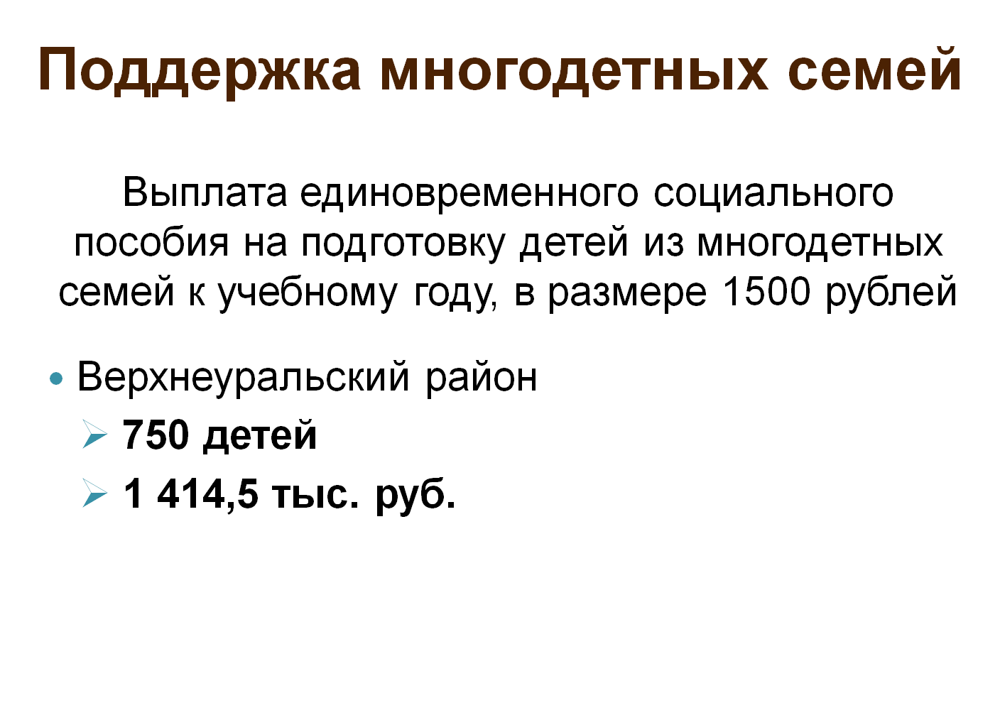 Поддержка многодетных семей
Выплата единовременного социального
пособия на подготовку детей из многодетных
семей к учебному году, в размере 1500 рублей
• Верхнеуральский район
➢ 750 детей
➢ 1 414,5 тыс. руб.